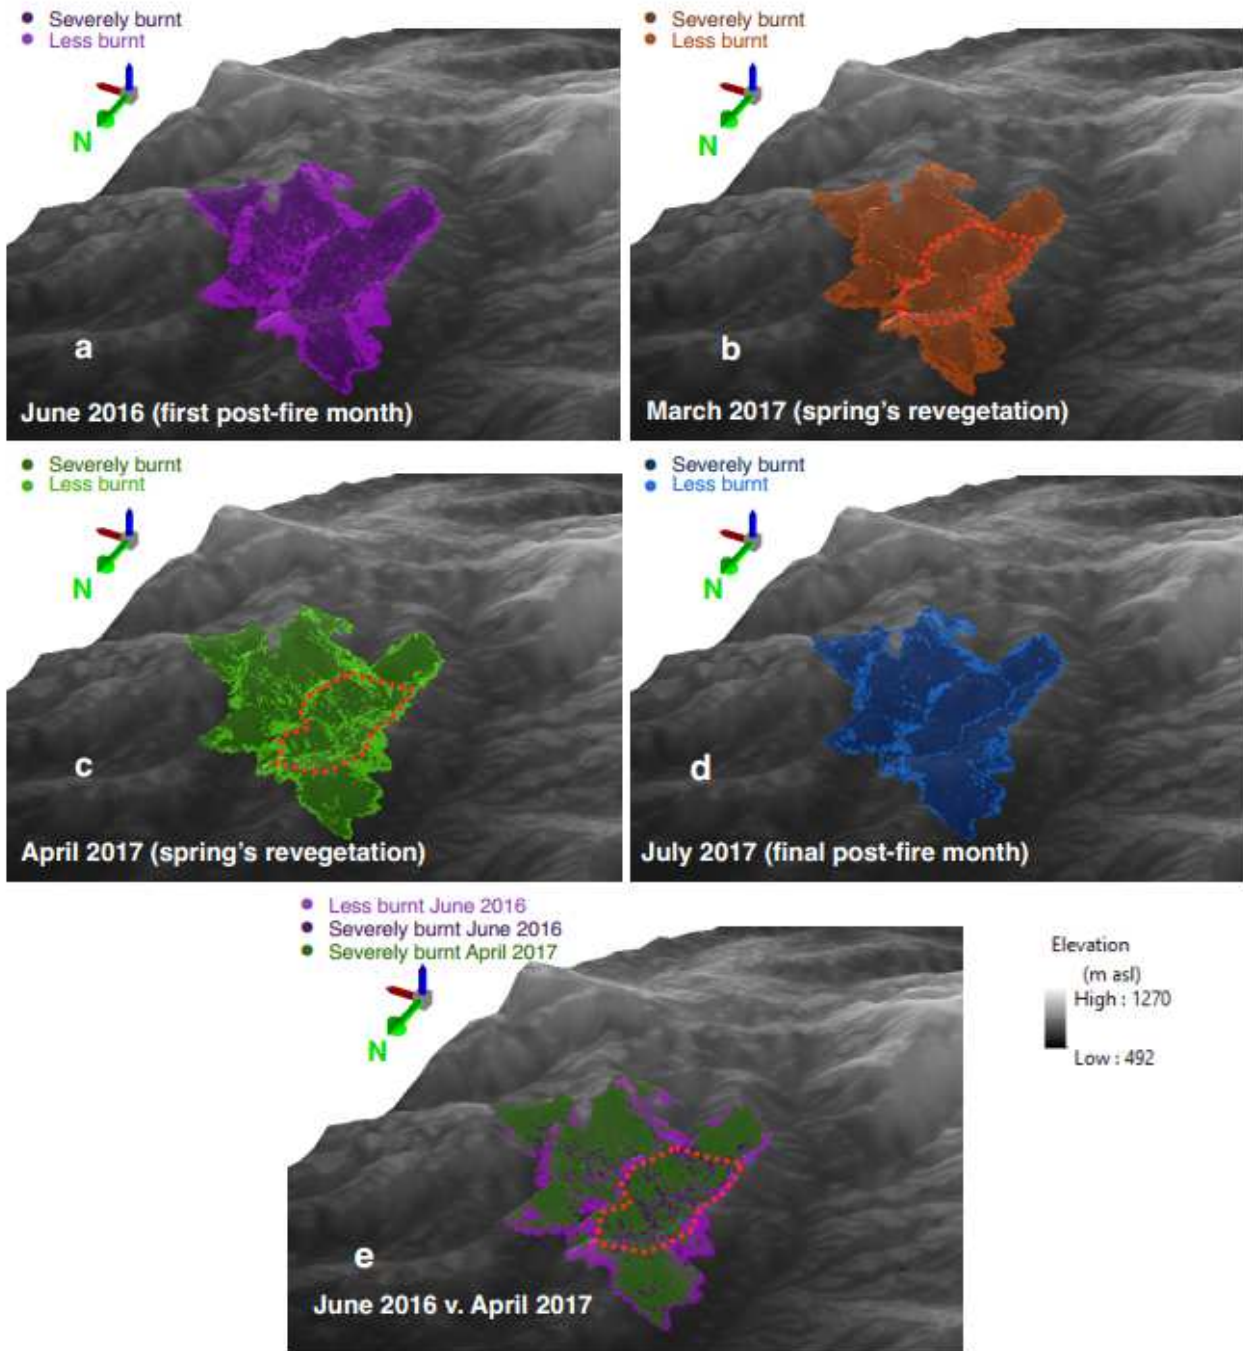 Severely burnt
Less burnt
N
a
June 2016 (first post-fire month)
Severely burnt
Less burnt
N
b
March 2017 (spring's revegetation)
Severely burnt
Less burnt
N
c
April 2017 (spring's revegetation)
Severely burnt
Less burnt
N
d
July 2017 (final post-fire month)
Less burnt June 2016
Severely burnt June 2016
Severely burnt April 2017
N
e
June 2016 v. April 2017
Elevation
(m asl)
High : 1270
Low : 492